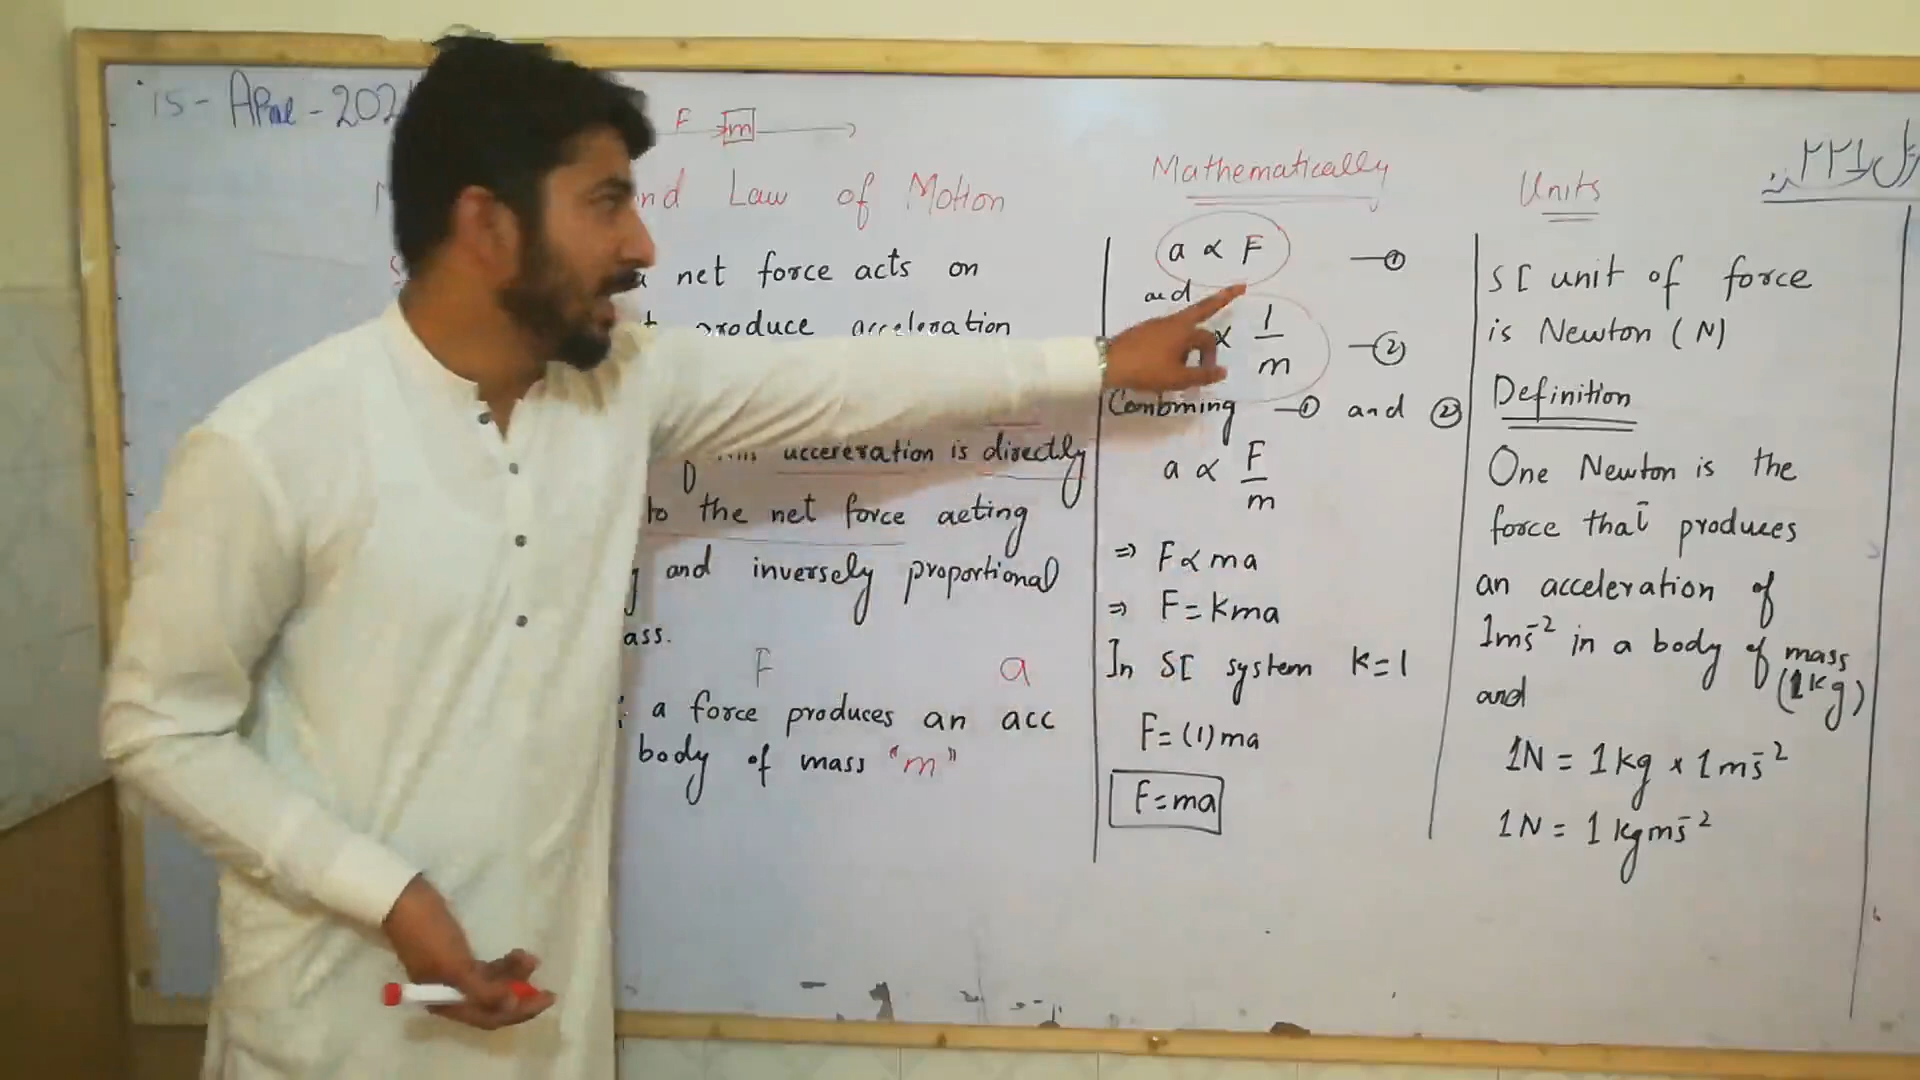 15 - - 202
F m
nd Law of Motion
net force acts on
produce acceleration
acceleration is directly
to the net force acting
and inversely proportional
ass.
F a
a force produces an acc
body of mass "m"
Mathematically
a ∝ F —①
and
∝ 1/m —②
Combining —① and ②
a ∝ F/m
⇒ F ∝ ma
⇒ F = Kma
In SI system K=1
F = (1)ma
F=ma
Units
SI unit of force
is Newton (N)
Definition
One Newton is the
force that produces
an acceleration of
1ms⁻² in a body of mass
(1kg)
and
1N = 1kg × 1ms⁻²
1N = 1kgms⁻²